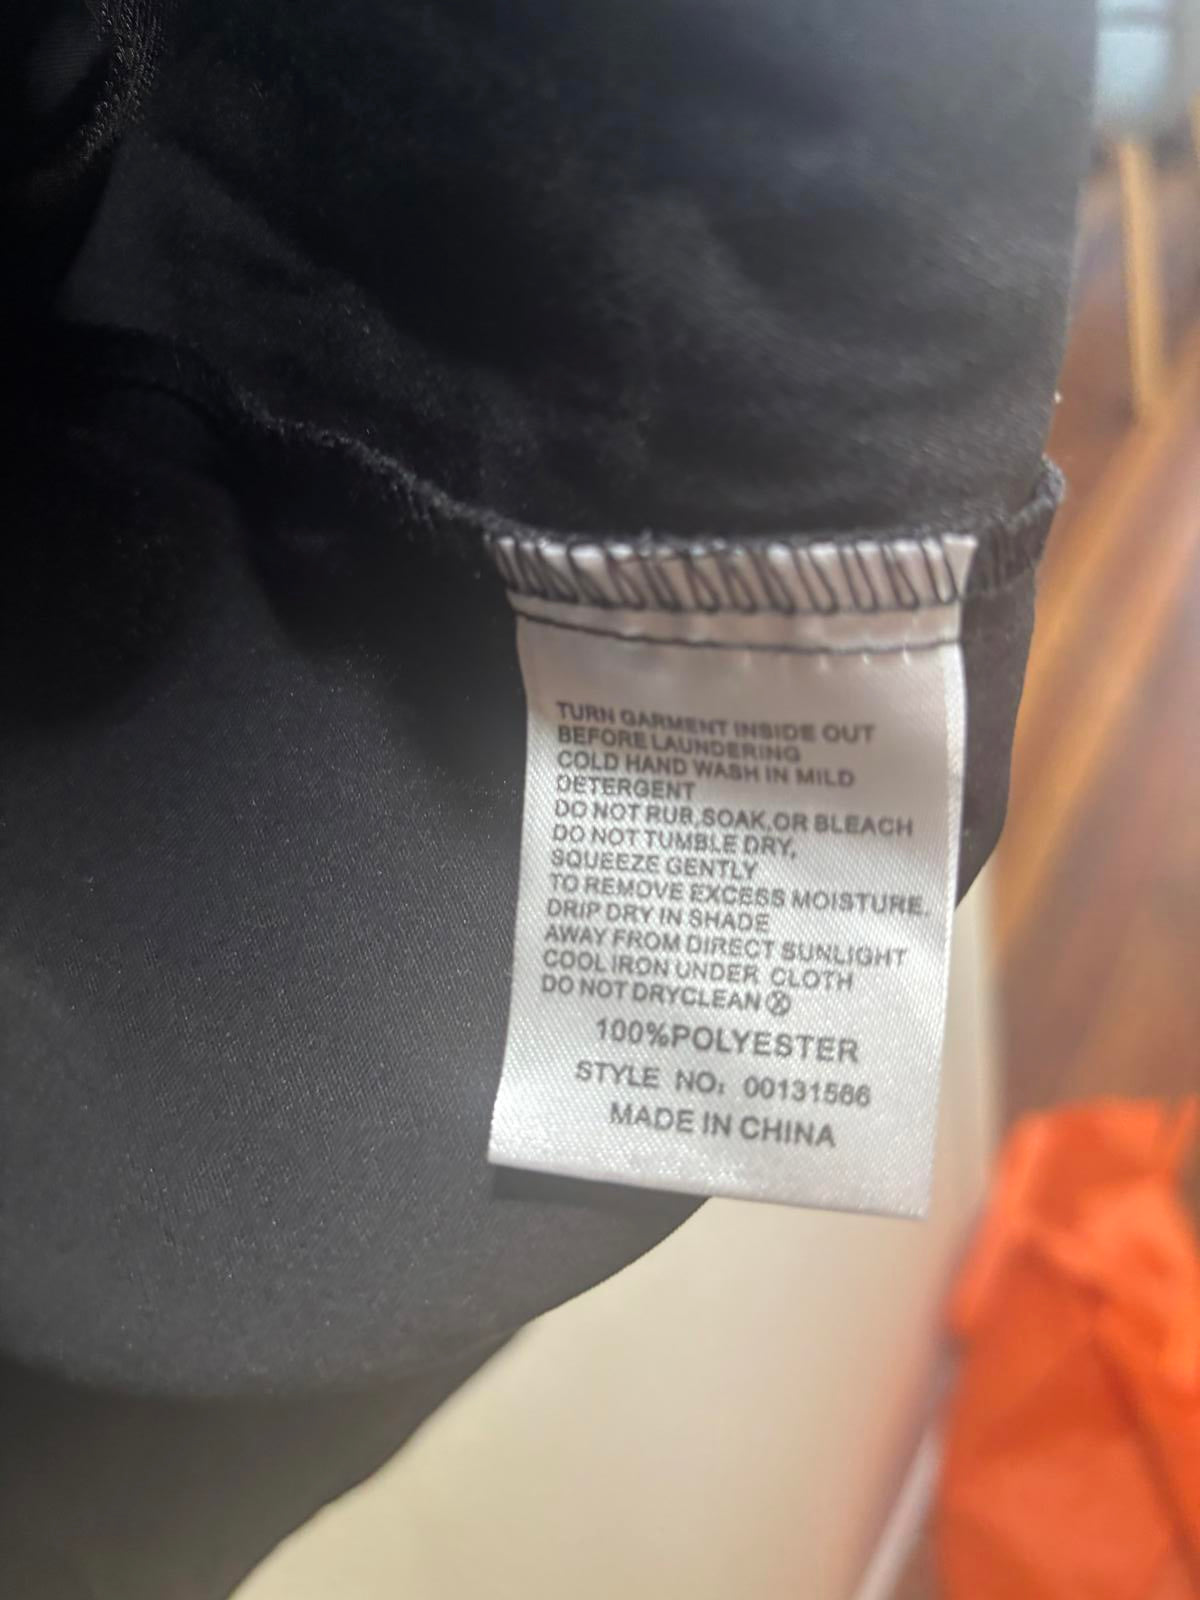 TURN GARMENT INSIDE OUT
BEFORE LAUNDERING
COLD HAND WASH IN MILD
DETERGENT
DO NOT RUB,SOAK,OR BLEACH
DO NOT TUMBLE DRY,
SQUEEZE GENTLY
TO REMOVE EXCESS MOISTURE.
DRIP DRY IN SHADE
AWAY FROM DIRECT SUNLIGHT
COOL IRON UNDER CLOTH
DO NOT DRYCLEAN
100%POLYESTER
STYLE NO: 00131586
MADE IN CHINA